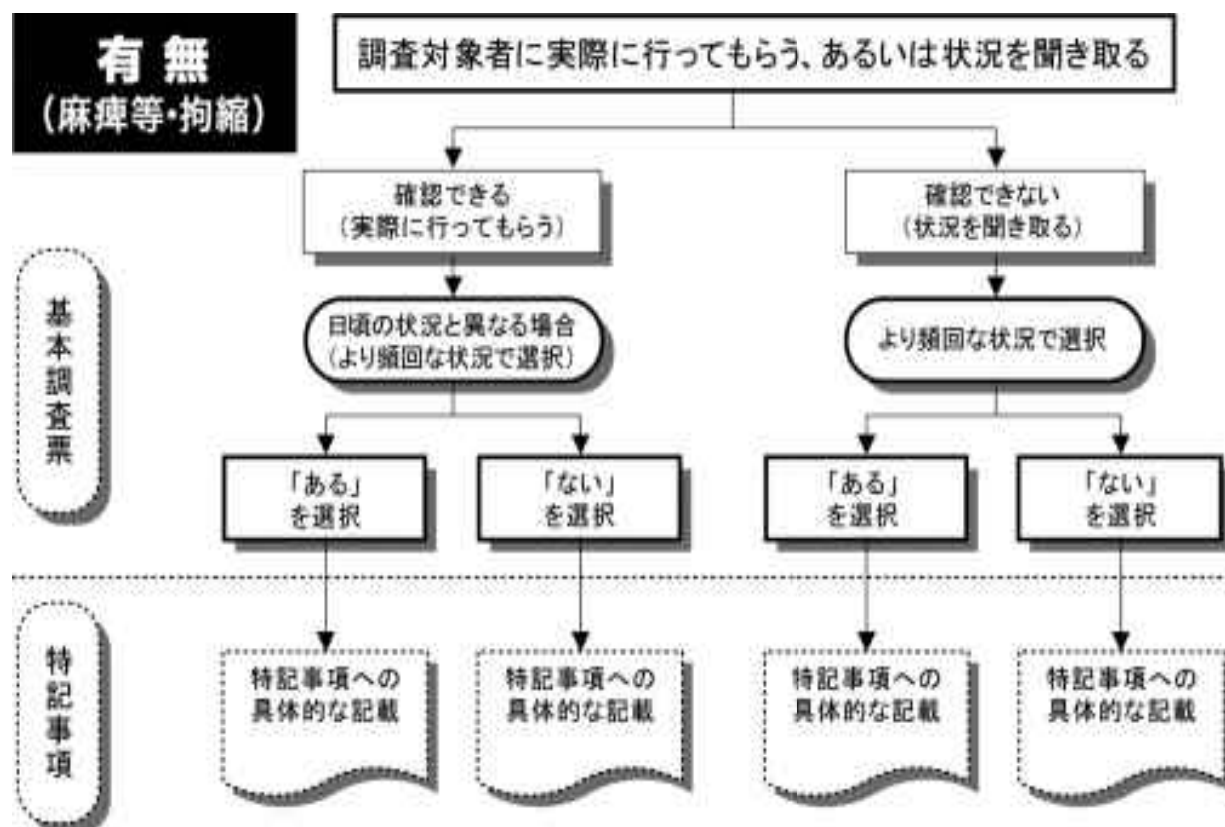 有無
(麻痺等・拘縮)
調査対象者に実際に行ってもらう、あるいは状況を聞き取る
確認できる
(実際に行ってもらう)
確認できない
(状況を聞き取る)
基本調査票
日頃の状況と異なる場合
(より頻回な状況で選択)
より頻回な状況で選択
「ある」
を選択
「ない」
を選択
「ある」
を選択
「ない」
を選択
特記事項
特記事項への
具体的な記載
特記事項への
具体的な記載
特記事項への
具体的な記載
特記事項への
具体的な記載